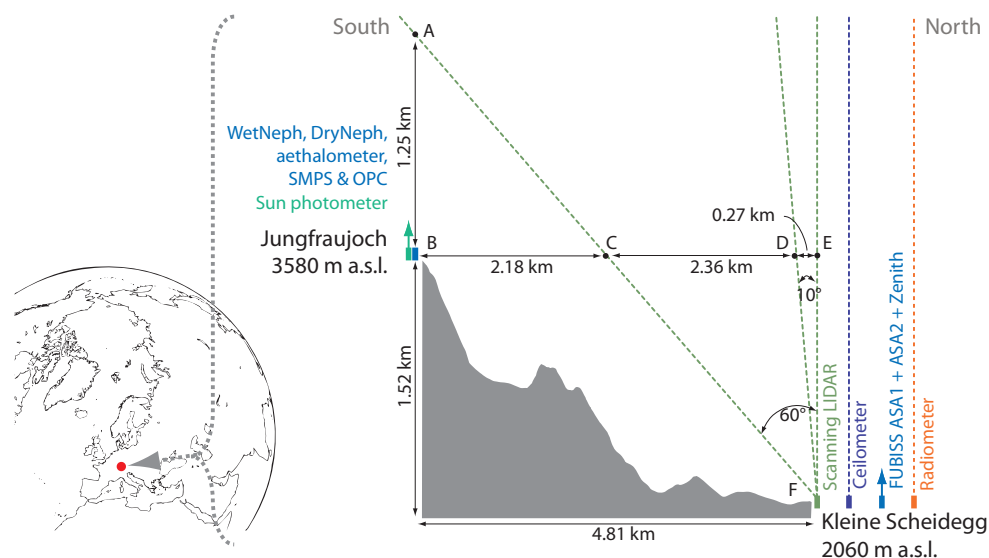 South
North
A
1.25 km
WetNeph, DryNeph,
aethalometer,
SMPS & OPC
Sun photometer
Jungfraujoch
3580 m a.s.l.
B
C
D
E
0.27 km
2.18 km
2.36 km
10°
1.52 km
60°
F
Scanning LIDAR
Ceilometer
FUBISS ASA1 + ASA2 + Zenith
Radiometer
4.81 km
Kleine Scheidegg
2060 m a.s.l.